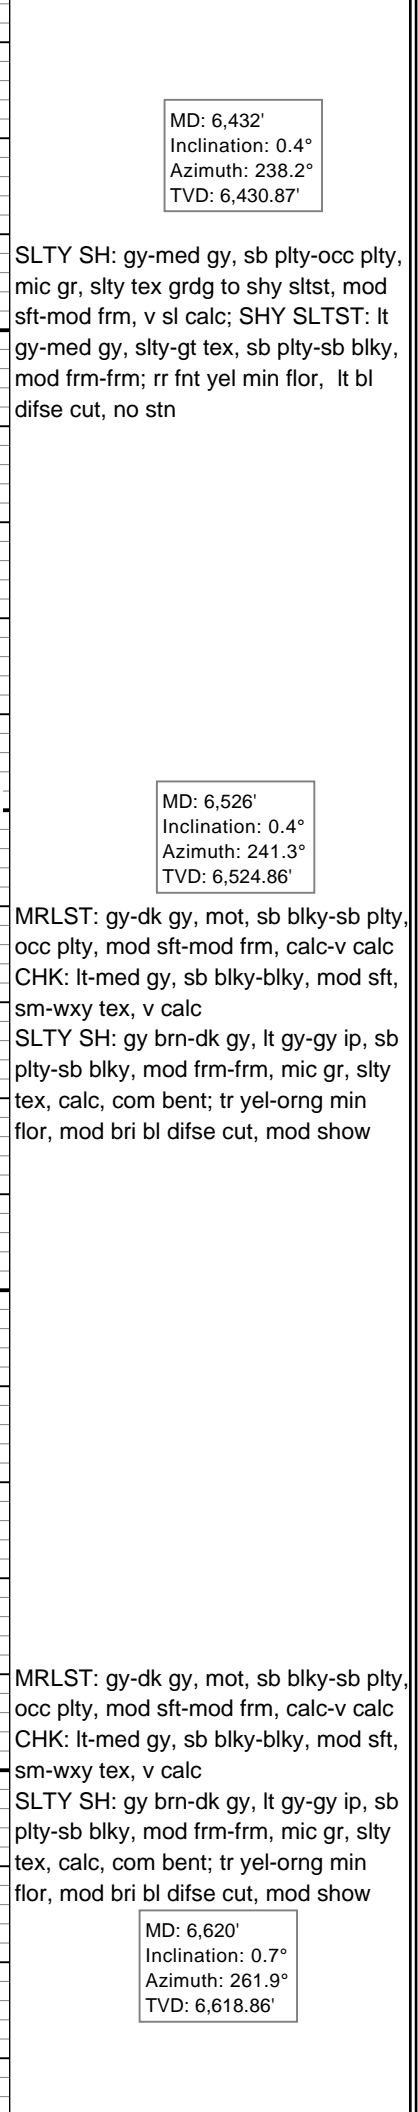 MD: 6,432'
Inclination: 0.4°
Azimuth: 238.2°
TVD: 6,430.87'
SLTY SH: gy-med gy, sb plty-occ plty,
mic gr, slty tex grdg to shy sltst, mod
sft-mod frm, v sl calc; SHY SLTST: lt
gy-med gy, slty-gt tex, sb plty-sb blky,
mod frm-frm; rr fnt yel min flor,  lt bl
difse cut, no stn
MD: 6,526'
Inclination: 0.4°
Azimuth: 241.3°
TVD: 6,524.86'
MRLST: gy-dk gy, mot, sb blky-sb plty,
occ plty, mod sft-mod frm, calc-v calc
CHK: lt-med gy, sb blky-blky, mod sft,
sm-wxy tex, v calc
SLTY SH: gy brn-dk gy, lt gy-gy ip, sb
plty-sb blky, mod frm-frm, mic gr, slty
tex, calc, com bent; tr yel-orng min
flor, mod bri bl difse cut, mod show
MRLST: gy-dk gy, mot, sb blky-sb plty,
occ plty, mod sft-mod frm, calc-v calc
CHK: lt-med gy, sb blky-blky, mod sft,
sm-wxy tex, v calc
SLTY SH: gy brn-dk gy, lt gy-gy ip, sb
plty-sb blky, mod frm-frm, mic gr, slty
tex, calc, com bent; tr yel-orng min
flor, mod bri bl difse cut, mod show
MD: 6,620'
Inclination: 0.7°
Azimuth: 261.9°
TVD: 6,618.86'